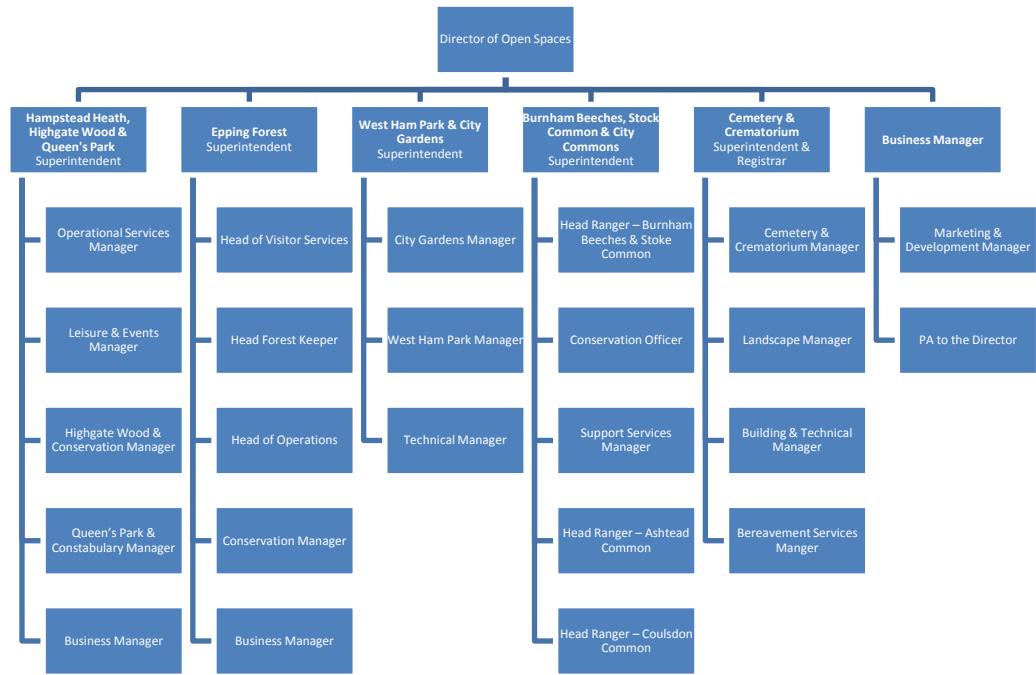 Director of Open Spaces
Hampstead Heath,
Highgate Wood &
Queen's Park
Superintendent
Epping Forest
Superintendent
West Ham Park & City
Gardens
Superintendent
Burnham Beeches, Stock
Common & City
Commons
Superintendent
Cemetery &
Crematorium
Superintendent &
Registrar
Business Manager
Operational Services
Manager
Leisure & Events
Manager
Highgate Wood &
Conservation Manager
Queen’s Park &
Constabulary Manager
Business Manager
Head of Visitor Services
Head Forest Keeper
Head of Operations
Conservation Manager
Business Manager
City Gardens Manager
West Ham Park Manager
Technical Manager
Head Ranger – Burnham
Beeches & Stoke
Common
Conservation Officer
Support Services
Manager
Head Ranger – Ashtead
Common
Head Ranger – Coulsdon
Common
Cemetery &
Crematorium Manager
Landscape Manager
Building & Technical
Manager
Bereavement Services
Manger
Marketing &
Development Manager
PA to the Director